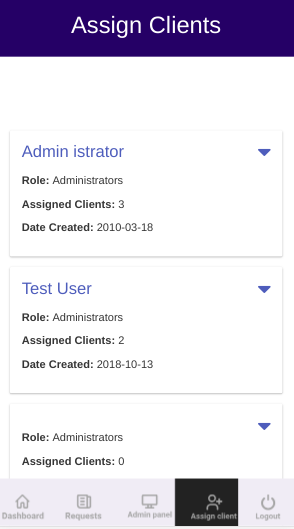 Assign Clients
Admin istrator
Role: Administrators
Assigned Clients: 3
Date Created: 2010-03-18
Test User
Role: Administrators
Assigned Clients: 2
Date Created: 2018-10-13
Role: Administrators
Assigned Clients: 0
Dashboard Requests Admin panel Assign client Logout